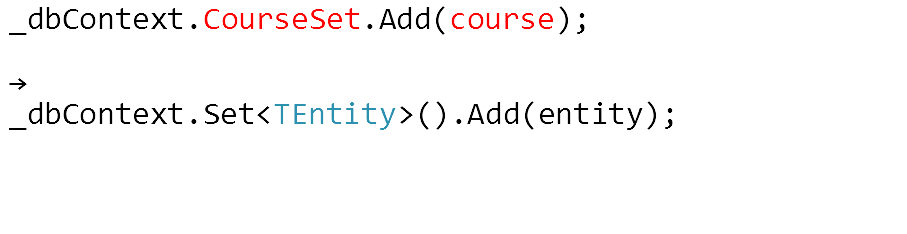 _dbContext.CourseSet.Add(course);
→
_dbContext.Set<TEntity>().Add(entity);